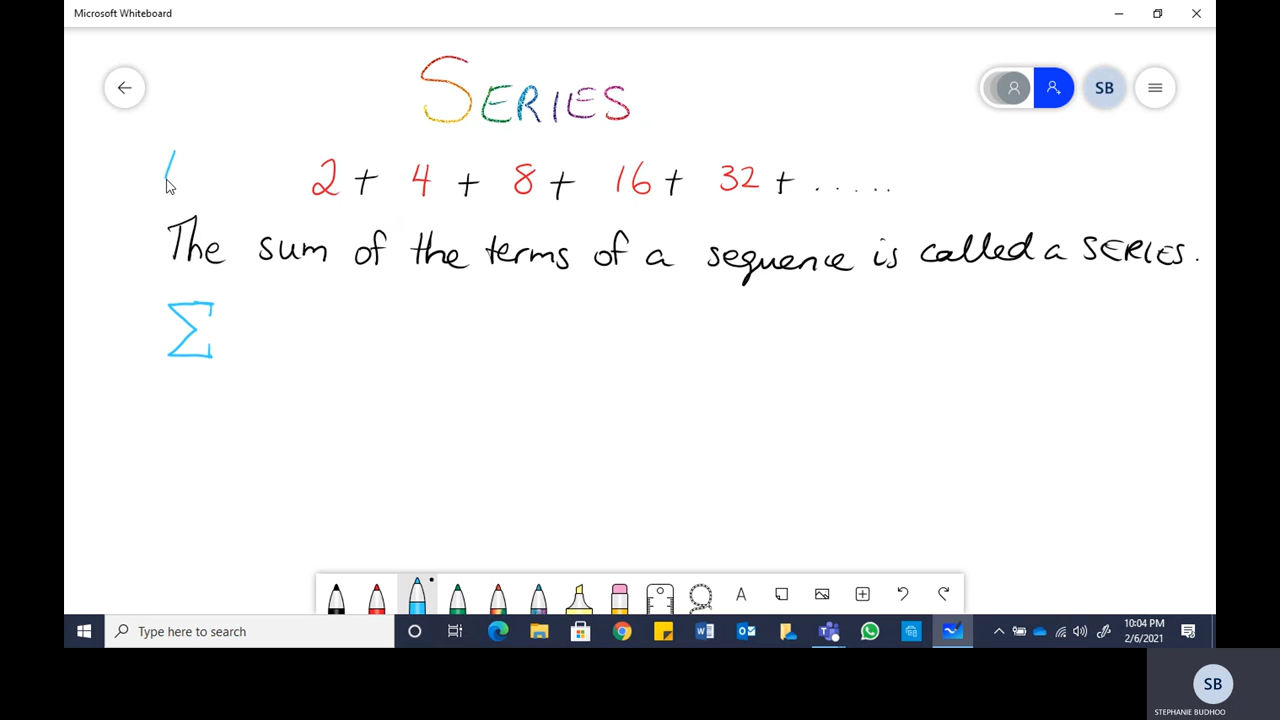 Microsoft Whiteboard
SERIES
SB
2 + 4 + 8 + 16 + 32 + .....
The sum of the terms of a sequence is called a SERIES.
Σ
A
Type here to search
10:04 PM
2/6/2021
SB
STEPHANIE BUDHOO